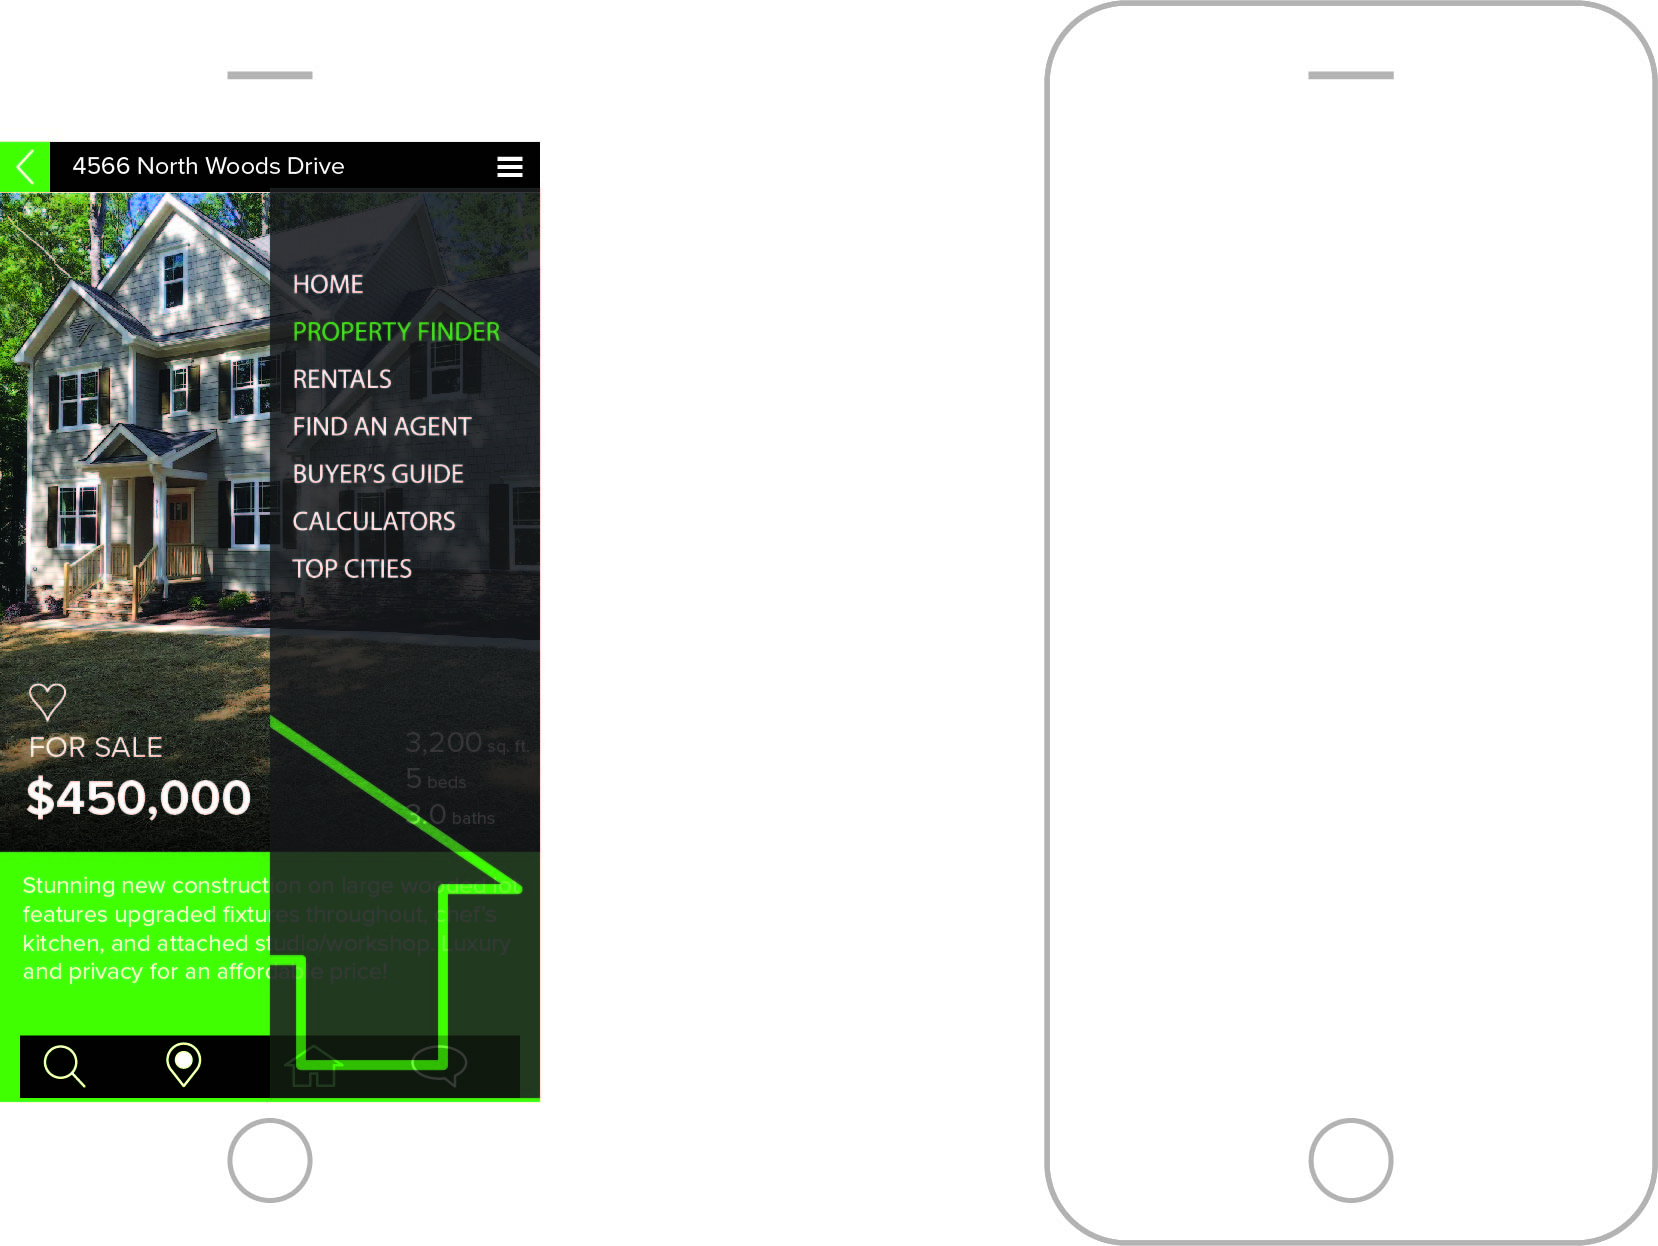 4566 North Woods Drive
HOME
PROPERTY FINDER
RENTALS
FIND AN AGENT
BUYER'S GUIDE
CALCULATORS
TOP CITIES
FOR SALE
$450,000
3,200 sq. ft.
5 beds
3.0 baths
Stunning new construction on large wooded lot
features upgraded fixtures throughout, chef's
kitchen, and attached studio/workshop. Luxury
and privacy for an affordable price!